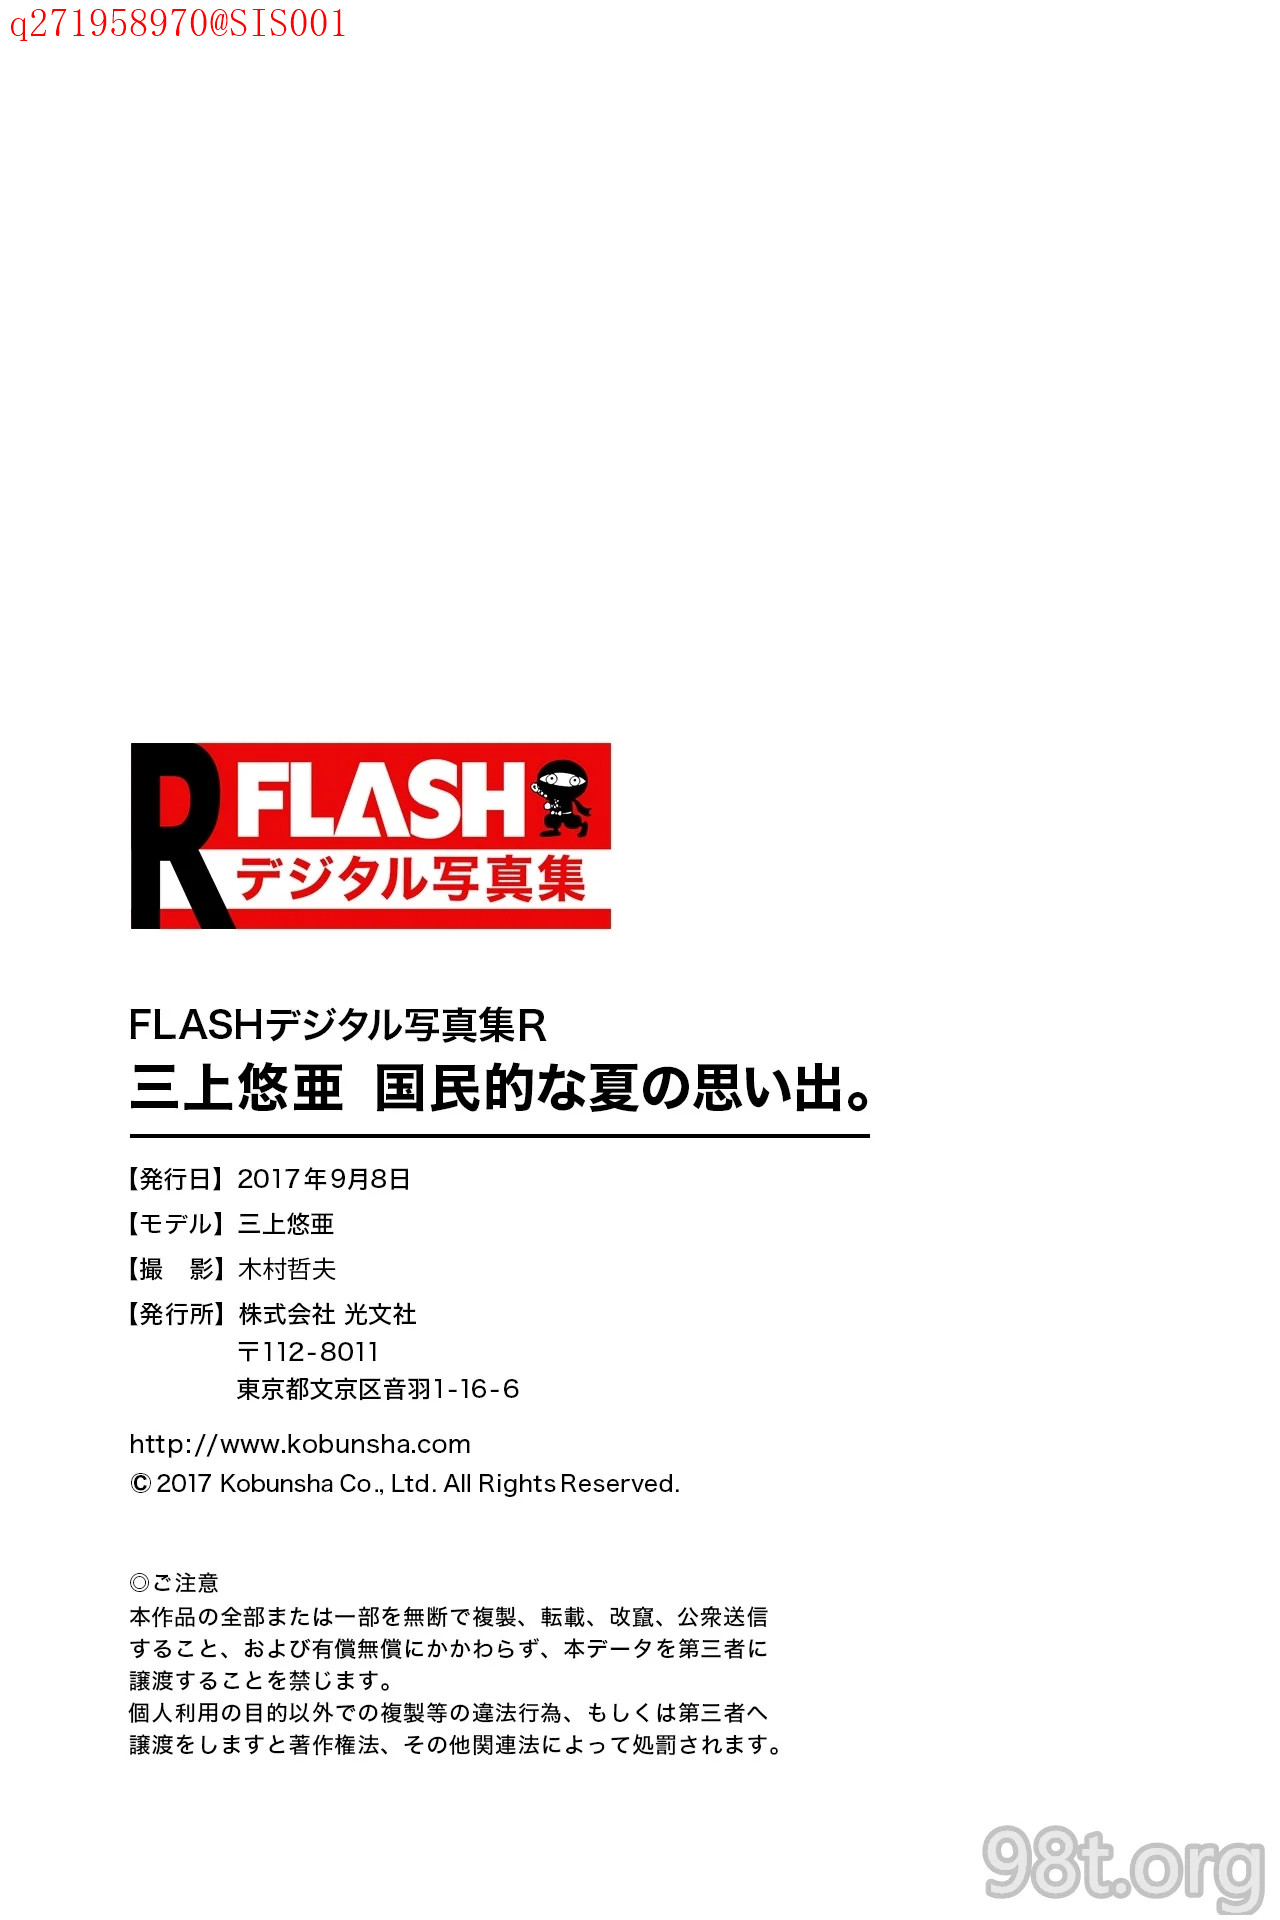 q271958970@SIS001
R FLASH
デジタル写真集
FLASHデジタル写真集R
三上悠亜 国民的な夏の思い出。
【発行日】2017年9月8日
【モデル】三上悠亜
【撮　影】木村哲夫
【発行所】株式会社 光文社
〒112-8011
東京都文京区音羽1-16-6
http://www.kobunsha.com
© 2017 Kobunsha Co., Ltd. All Rights Reserved.
◎ご注意
本作品の全部または一部を無断で複製、転載、改竄、公衆送信
すること、および有償無償にかかわらず、本データを第三者に
譲渡することを禁じます。
個人利用の目的以外での複製等の違法行為、もしくは第三者へ
譲渡をしますと著作権法、その他関連法によって処罰されます。
98t.org